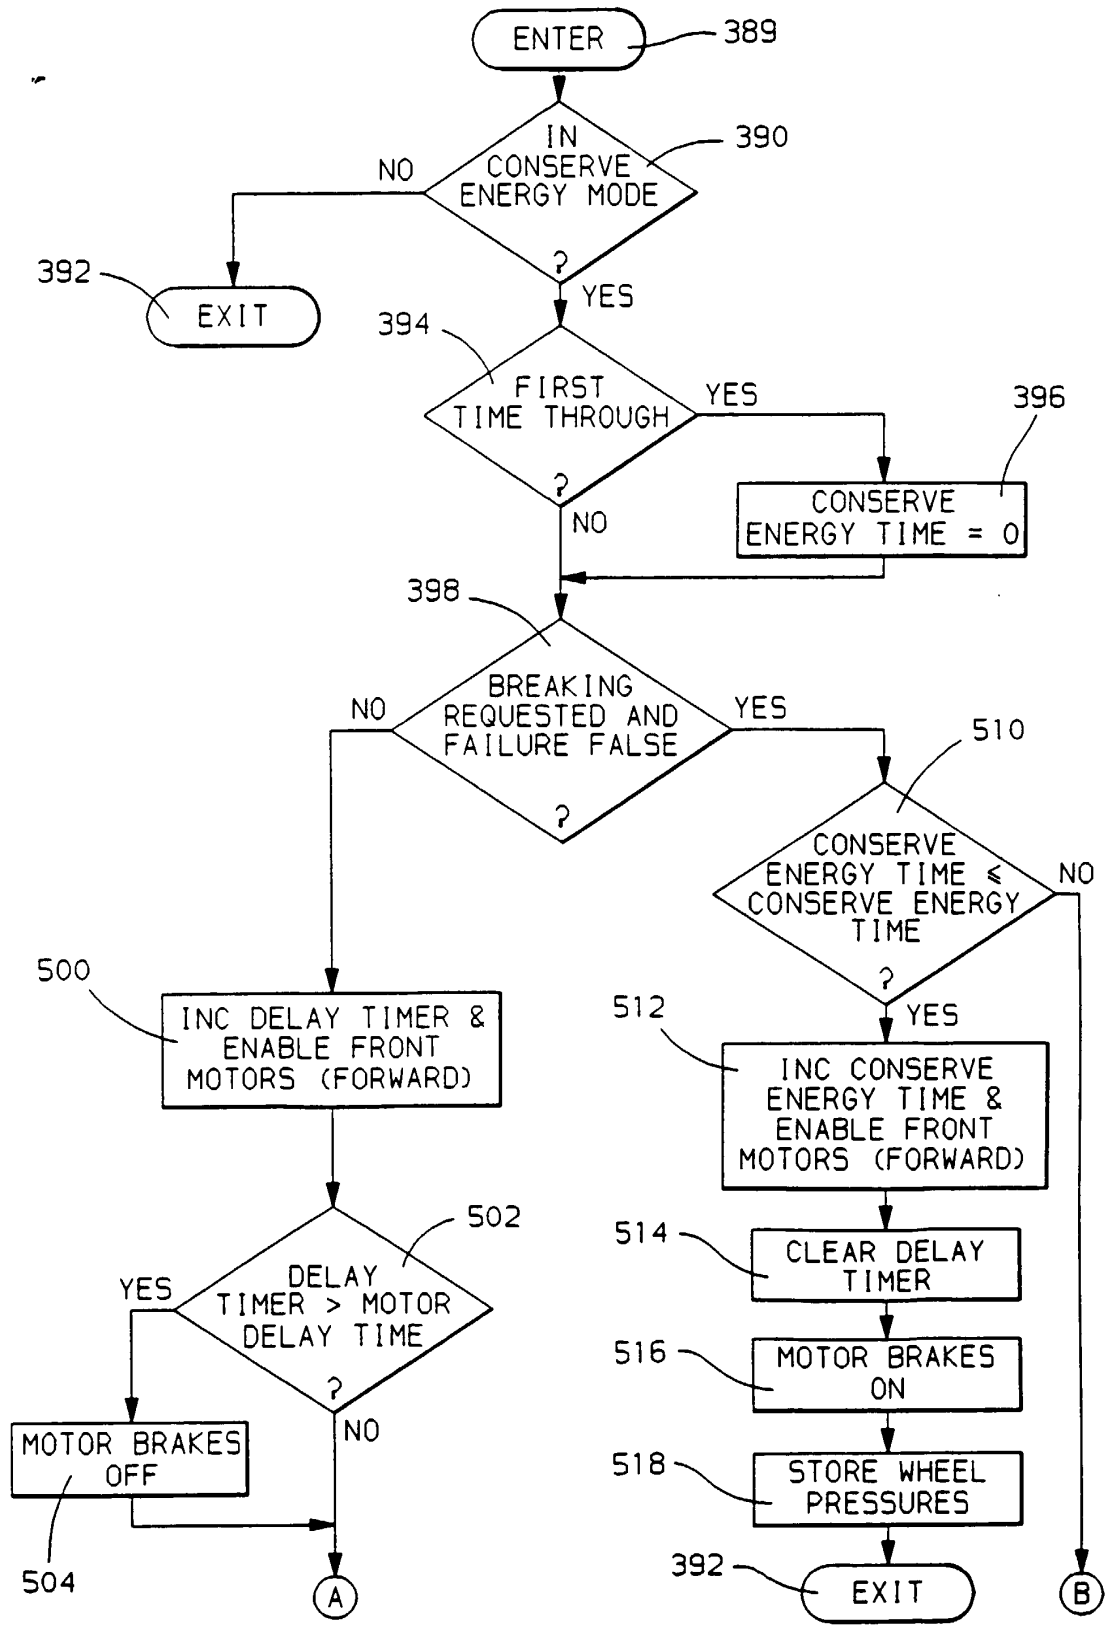 ENTER
389
IN
CONSERVE
ENERGY MODE
?
390
NO
392
EXIT
YES
394
FIRST
TIME THROUGH
?
YES
396
CONSERVE
ENERGY TIME = 0
NO
398
BREAKING
REQUESTED AND
FAILURE FALSE
?
NO
YES
510
CONSERVE
ENERGY TIME ⩽
CONSERVE ENERGY
TIME
?
NO
500
INC DELAY TIMER &
ENABLE FRONT
MOTORS (FORWARD)
YES
512
INC CONSERVE
ENERGY TIME &
ENABLE FRONT
MOTORS (FORWARD)
502
DELAY
TIMER > MOTOR
DELAY TIME
?
YES
514
CLEAR DELAY
TIMER
516
MOTOR BRAKES
ON
NO
MOTOR BRAKES
OFF
504
518
STORE WHEEL
PRESSURES
392
EXIT
A
B